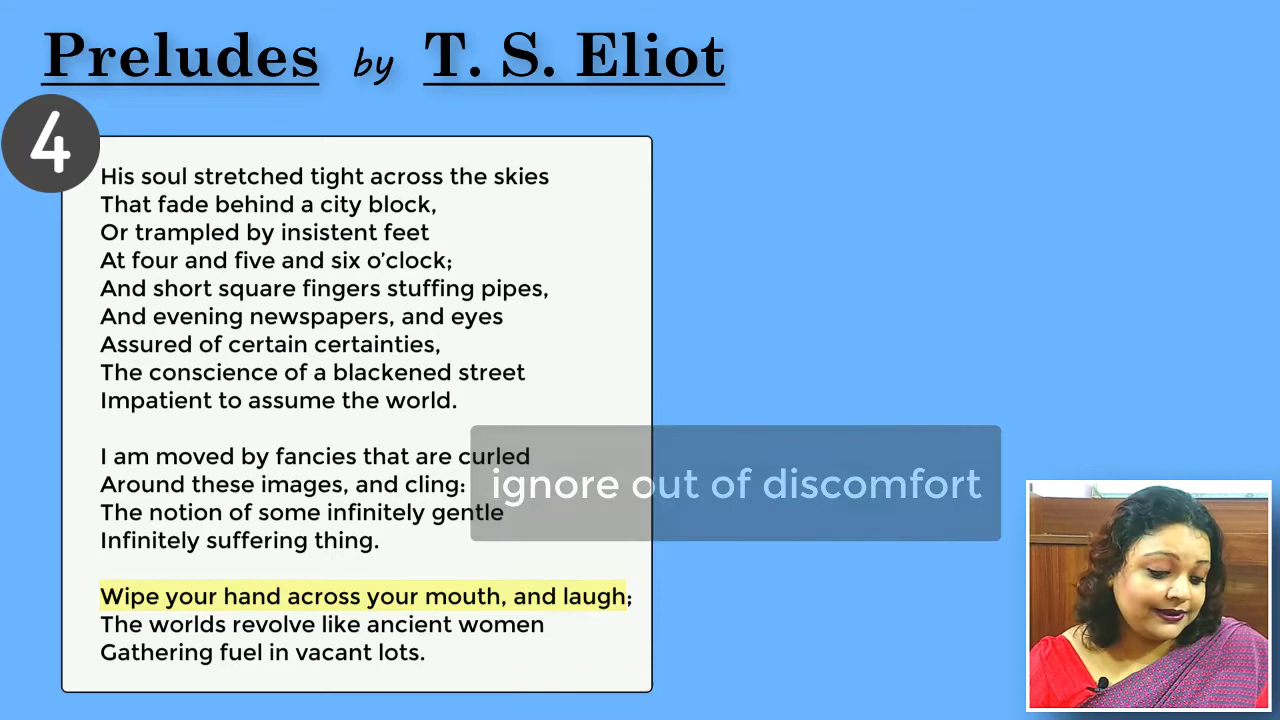 Preludes by T. S. Eliot
4
His soul stretched tight across the skies
That fade behind a city block,
Or trampled by insistent feet
At four and five and six o’clock;
And short square fingers stuffing pipes,
And evening newspapers, and eyes
Assured of certain certainties,
The conscience of a blackened street
Impatient to assume the world.
I am moved by fancies that are curled
Around these images, and cling:
The notion of some infinitely gentle
Infinitely suffering thing.
ignore out of discomfort
Wipe your hand across your mouth, and laugh;
The worlds revolve like ancient women
Gathering fuel in vacant lots.